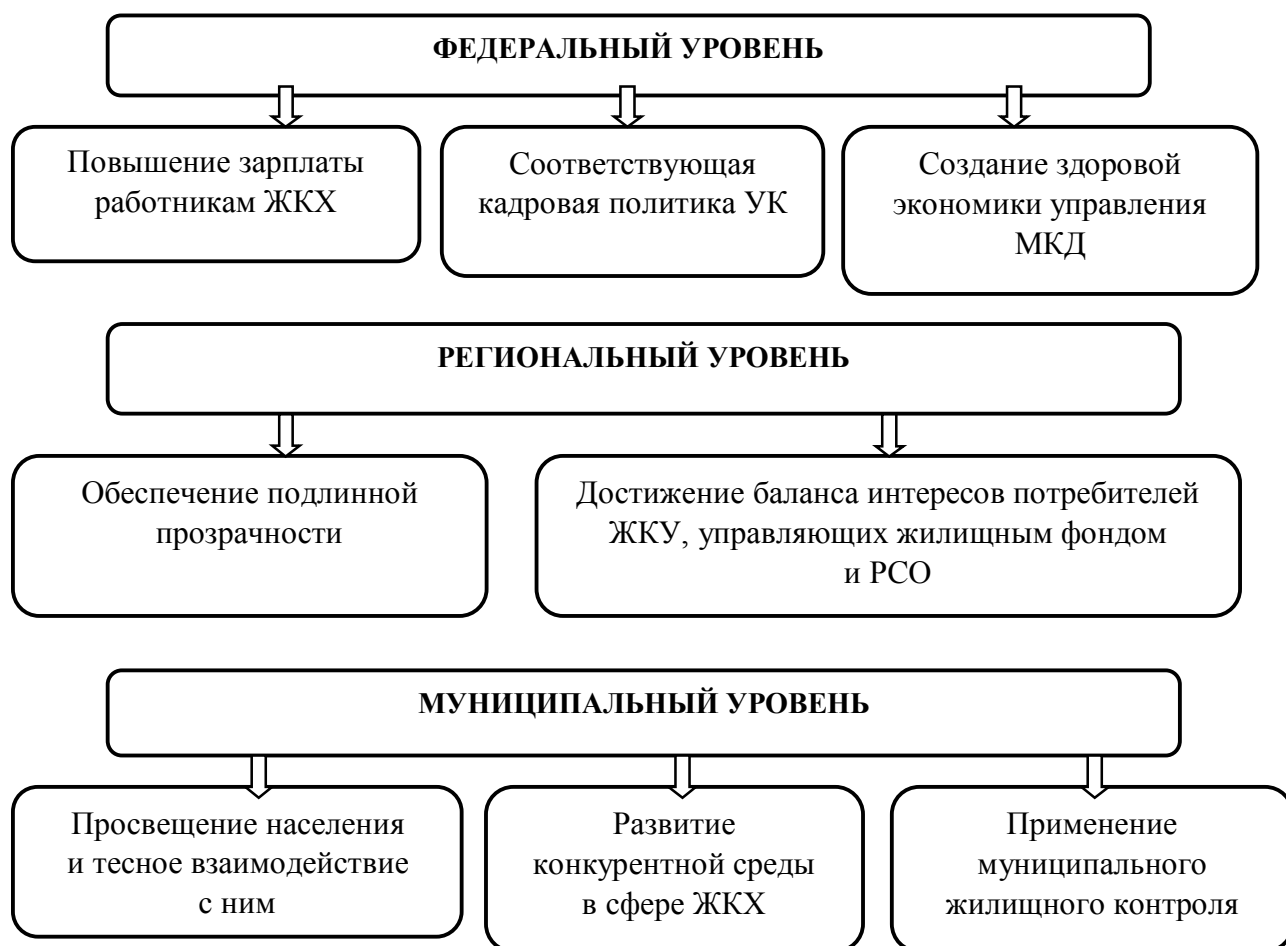 ФЕДЕРАЛЬНЫЙ УРОВЕНЬ
Повышение зарплаты
работникам ЖКХ
Соответствующая
кадровая политика УК
Создание здоровой
экономики управления
МКД
РЕГИОНАЛЬНЫЙ УРОВЕНЬ
Обеспечение подлинной
прозрачности
Достижение баланса интересов потребителей
ЖКУ, управляющих жилищным фондом
и РСО
МУНИЦИПАЛЬНЫЙ УРОВЕНЬ
Просвещение населения
и тесное взаимодействие
с ним
Развитие
конкурентной среды
в сфере ЖКХ
Применение
муниципального
жилищного контроля